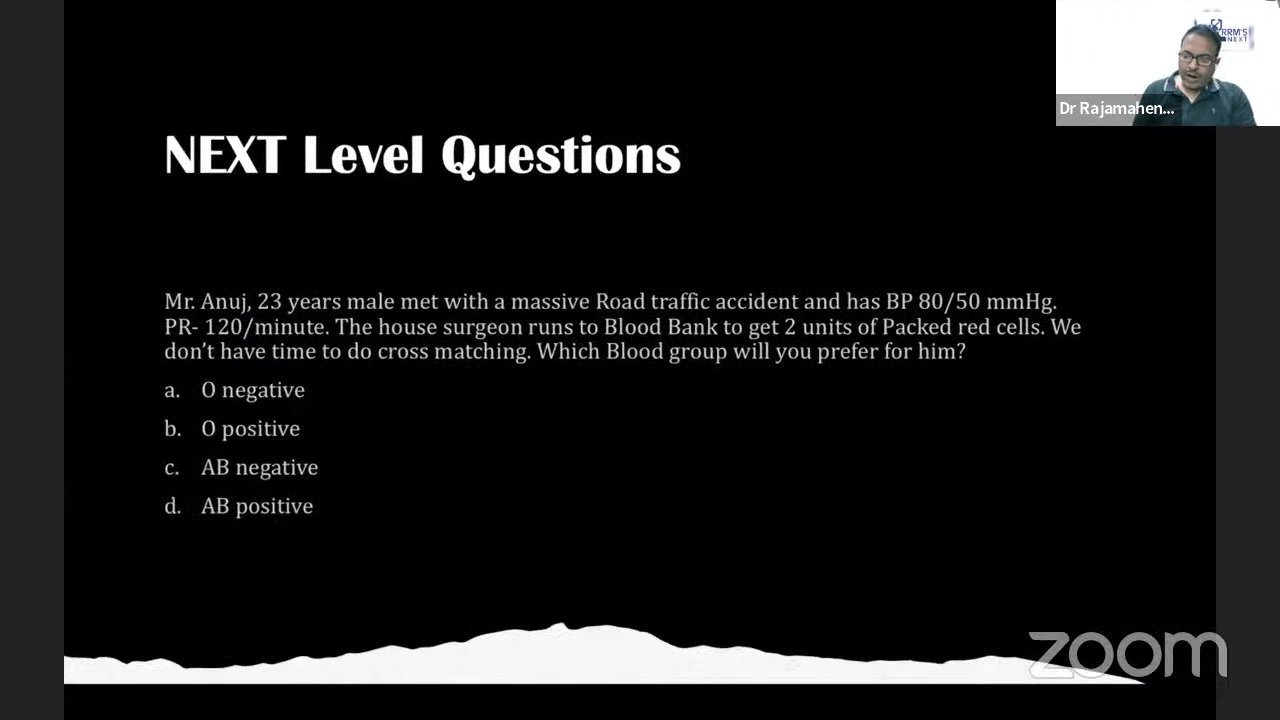 RRM'S
NEXT
Dr Rajamahen...
NEXT Level Questions
Mr. Anuj, 23 years male met with a massive Road traffic accident and has BP 80/50 mmHg.
PR- 120/minute. The house surgeon runs to Blood Bank to get 2 units of Packed red cells. We
don't have time to do cross matching. Which Blood group will you prefer for him?
a. O negative
b. O positive
c. AB negative
d. AB positive
zoom